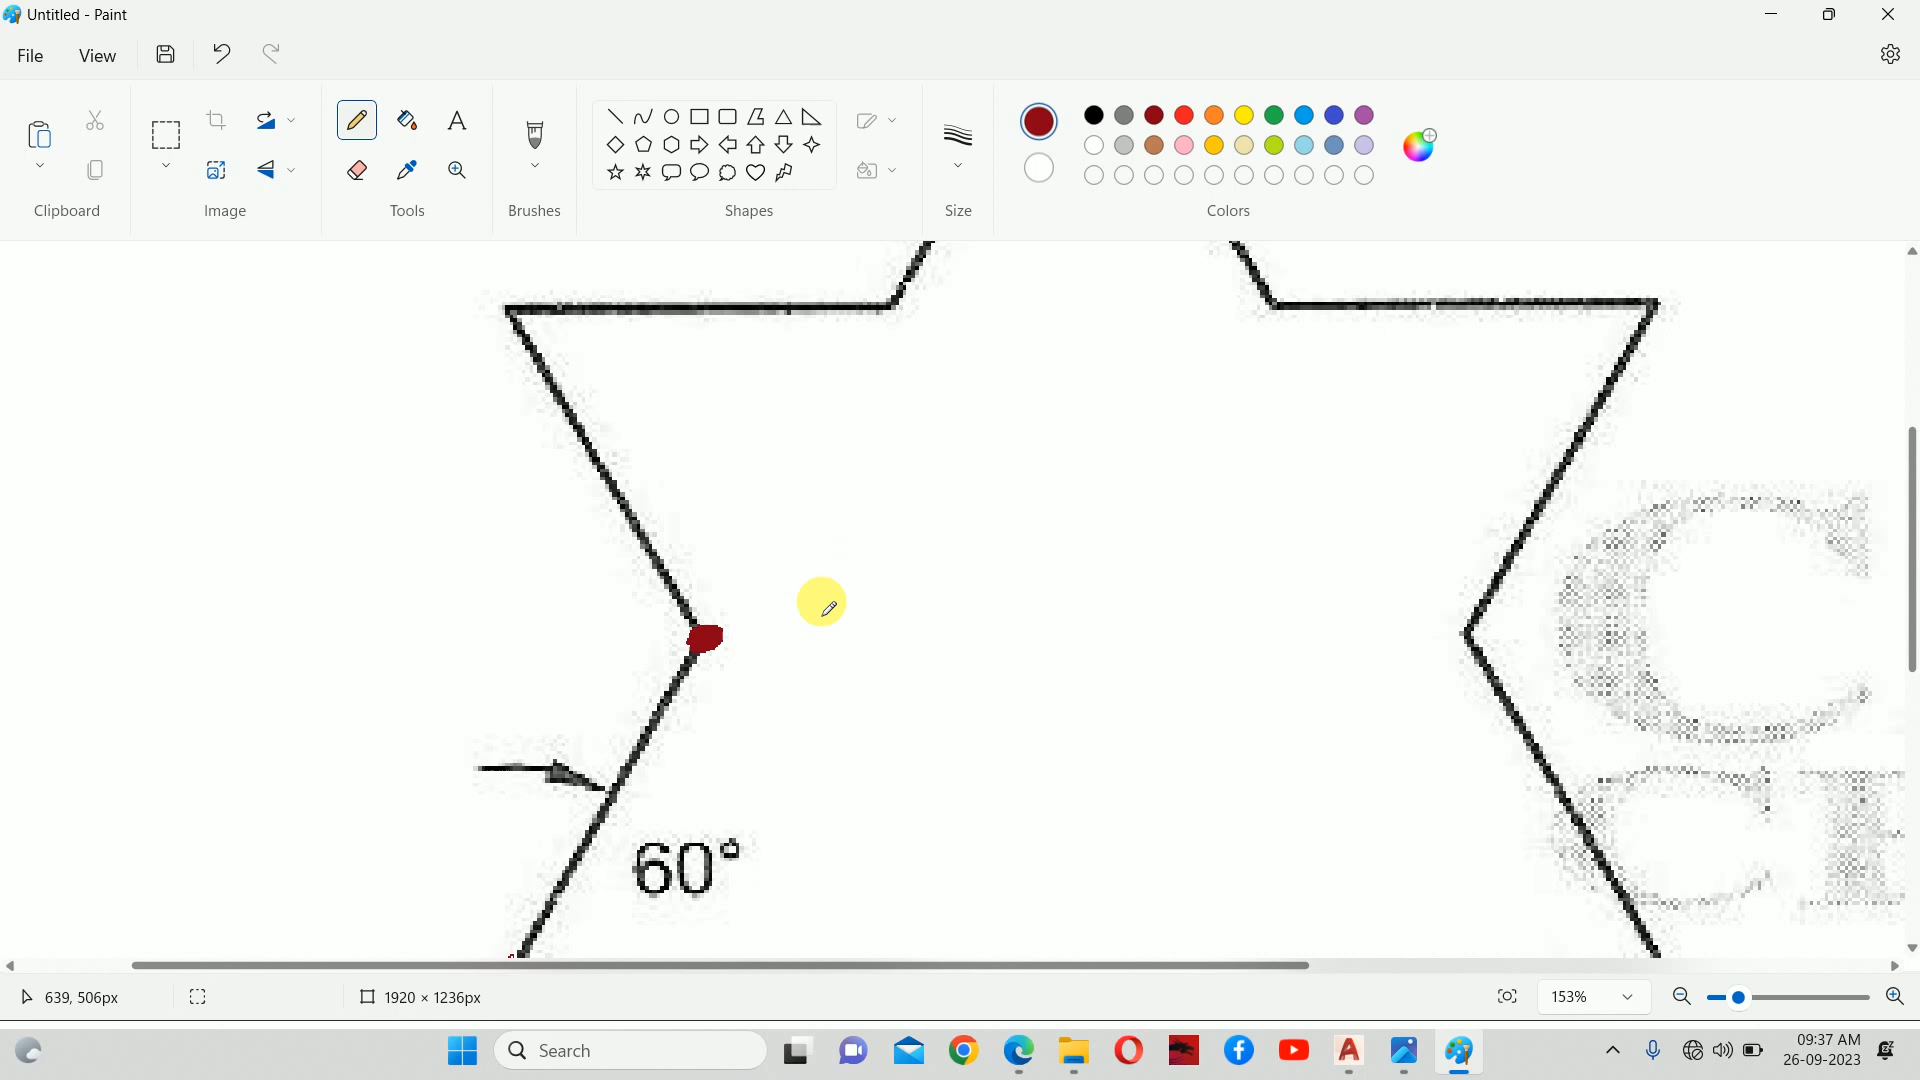 Untitled - Paint
File View
Clipboard Image Tools Brushes Shapes Size Colors
C
CI
60°
639, 506px 1920 × 1236px 153%
Search
09:37 AM
26-09-2023